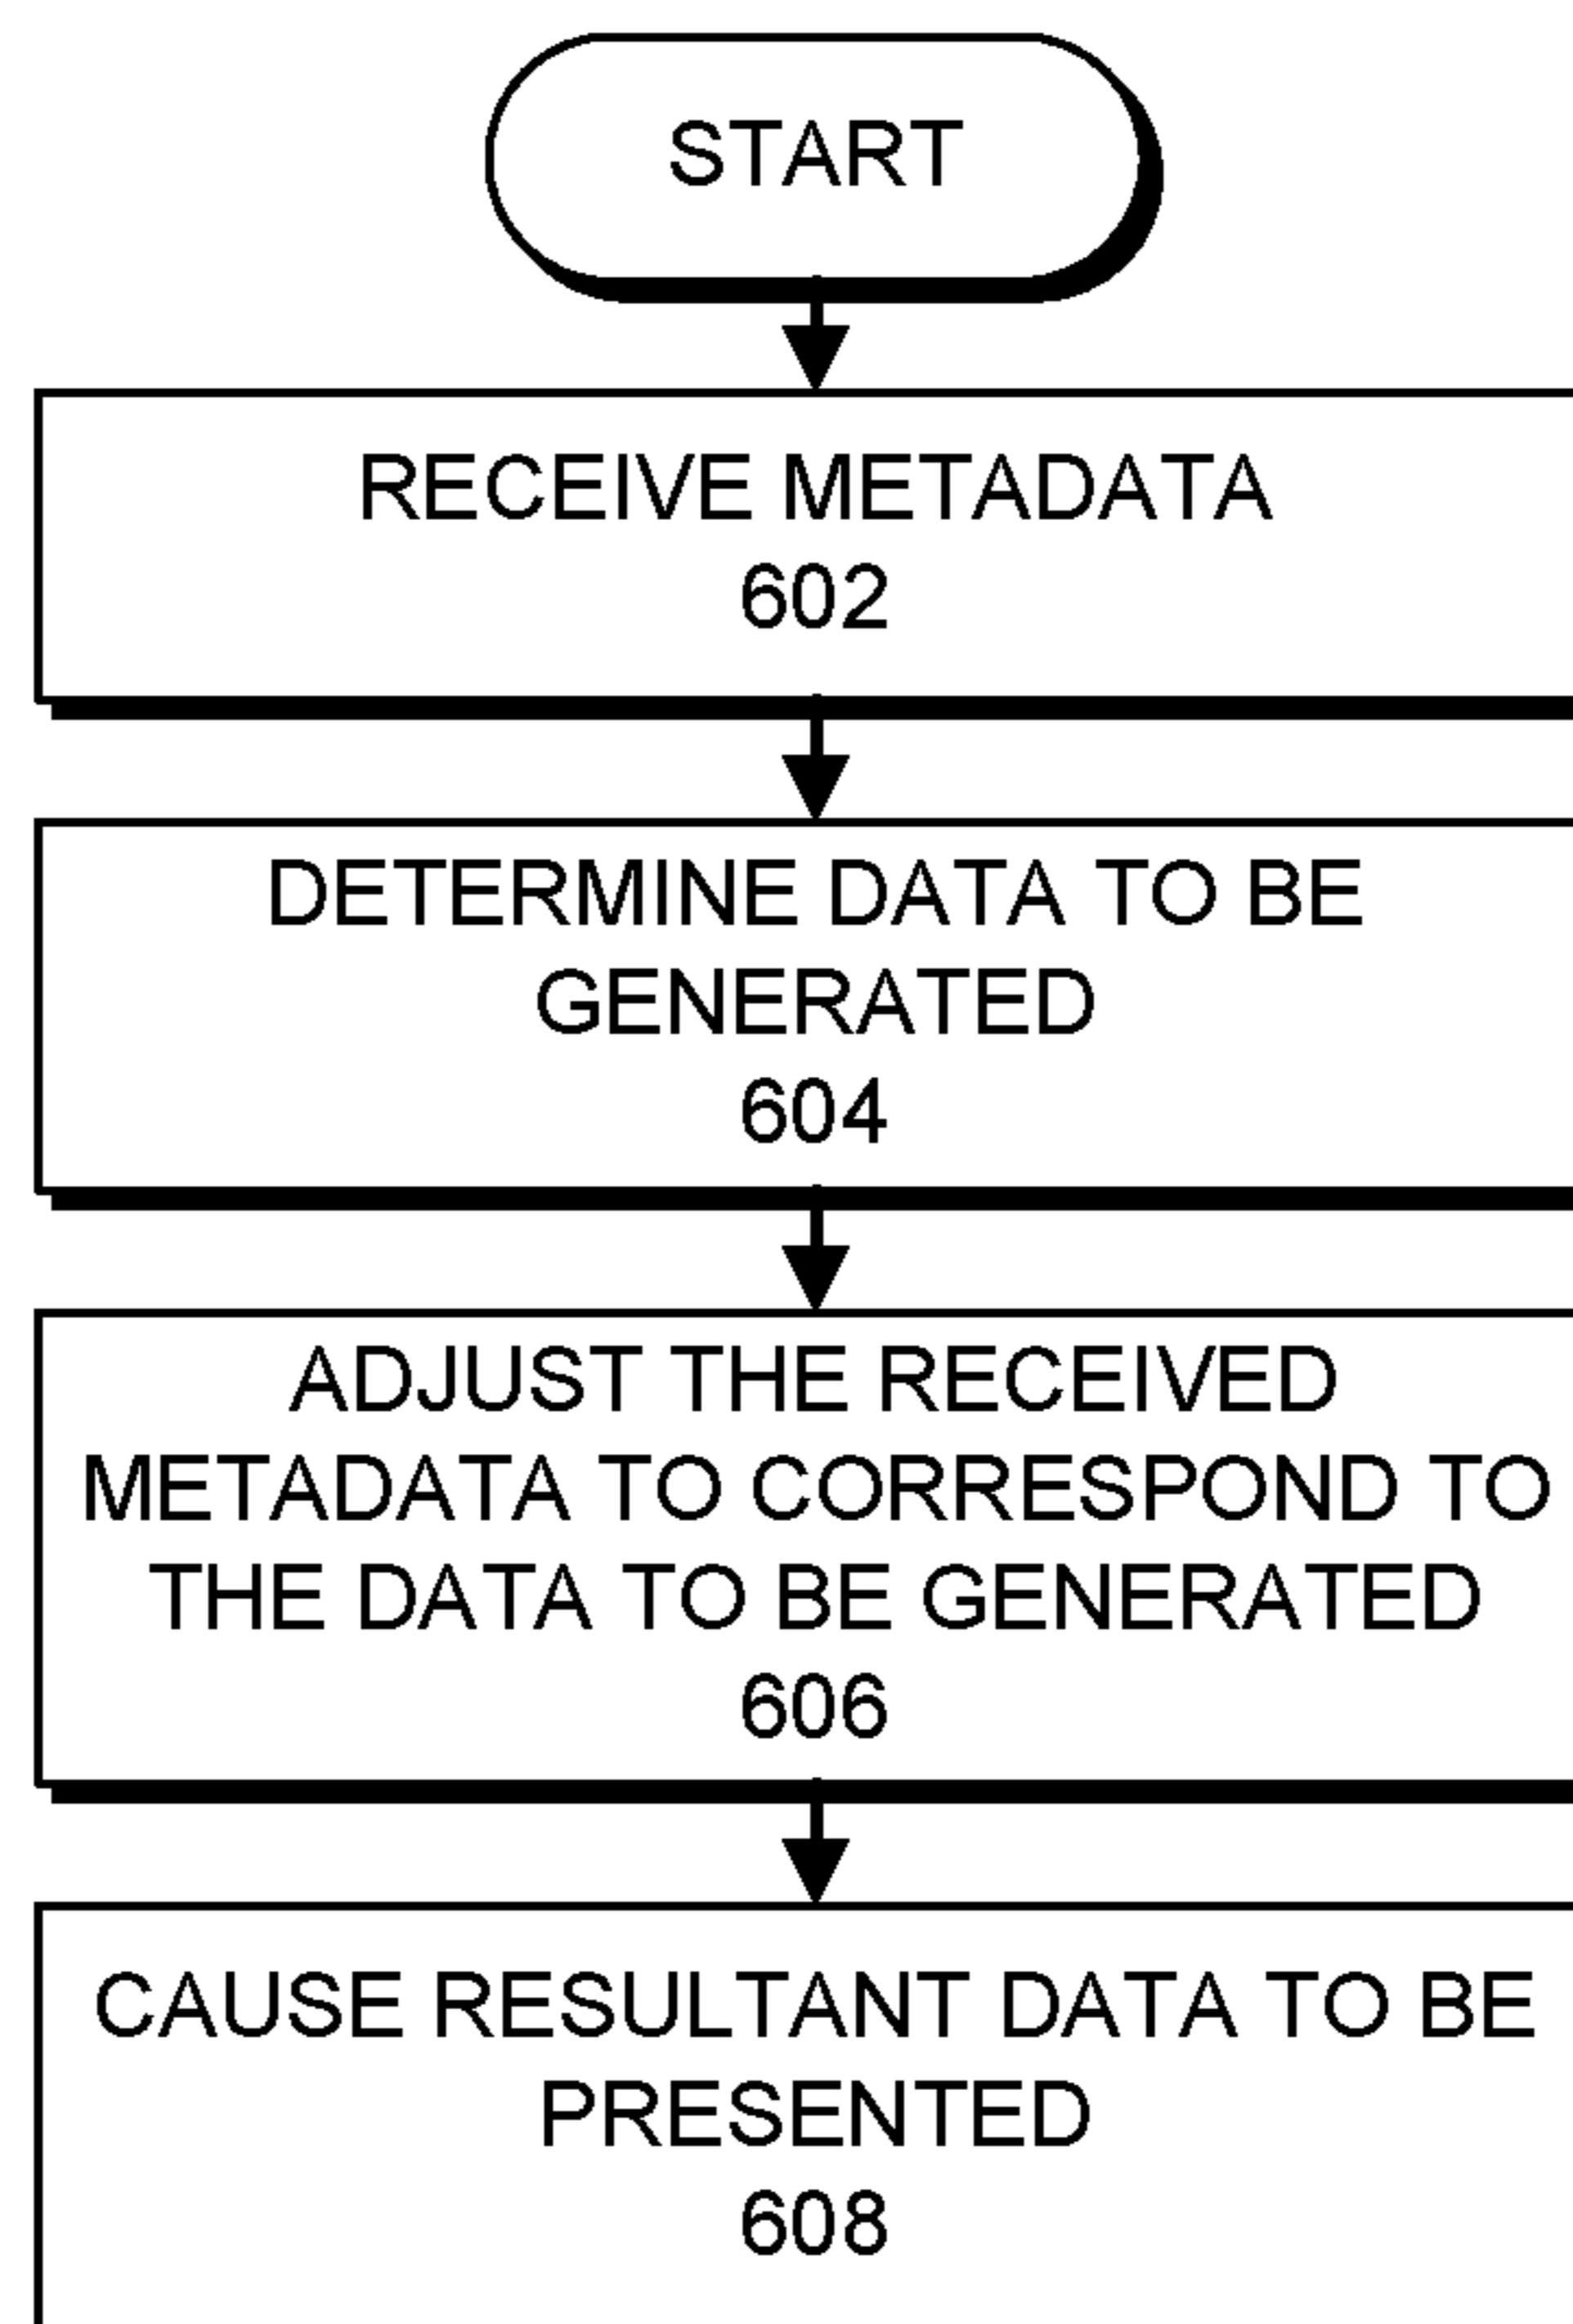 START
RECEIVE METADATA
602
DETERMINE DATA TO BE
GENERATED
604
ADJUST THE RECEIVED
METADATA TO CORRESPOND TO
THE DATA TO BE GENERATED
606
CAUSE RESULTANT DATA TO BE
PRESENTED
608